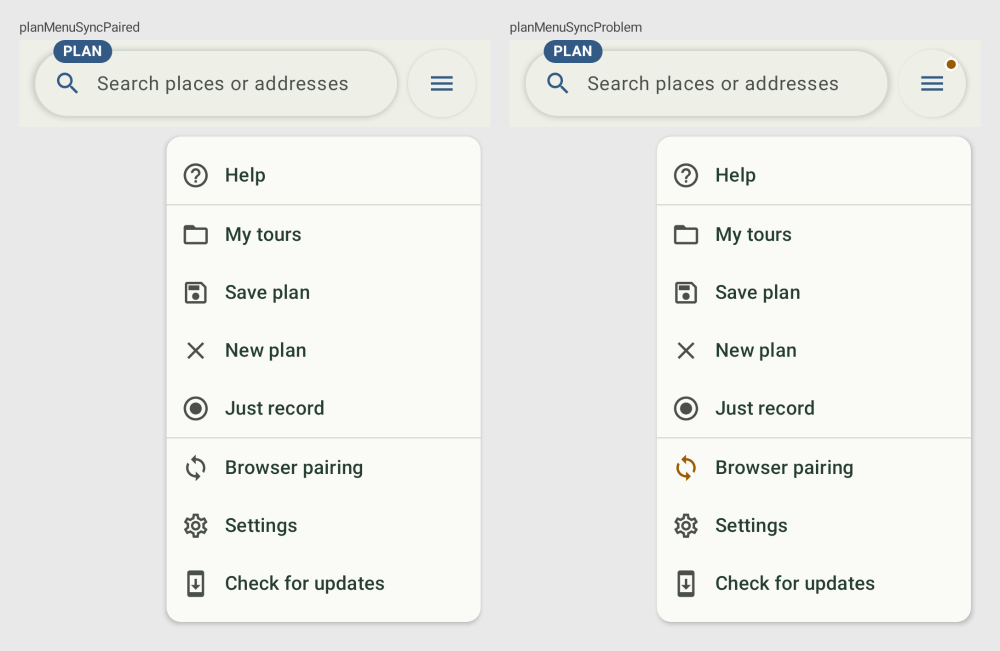 planMenuSyncPaired
PLAN
Search places or addresses
Help
My tours
Save plan
New plan
Just record
Browser pairing
Settings
Check for updates
planMenuSyncProblem
PLAN
Search places or addresses
Help
My tours
Save plan
New plan
Just record
Browser pairing
Settings
Check for updates